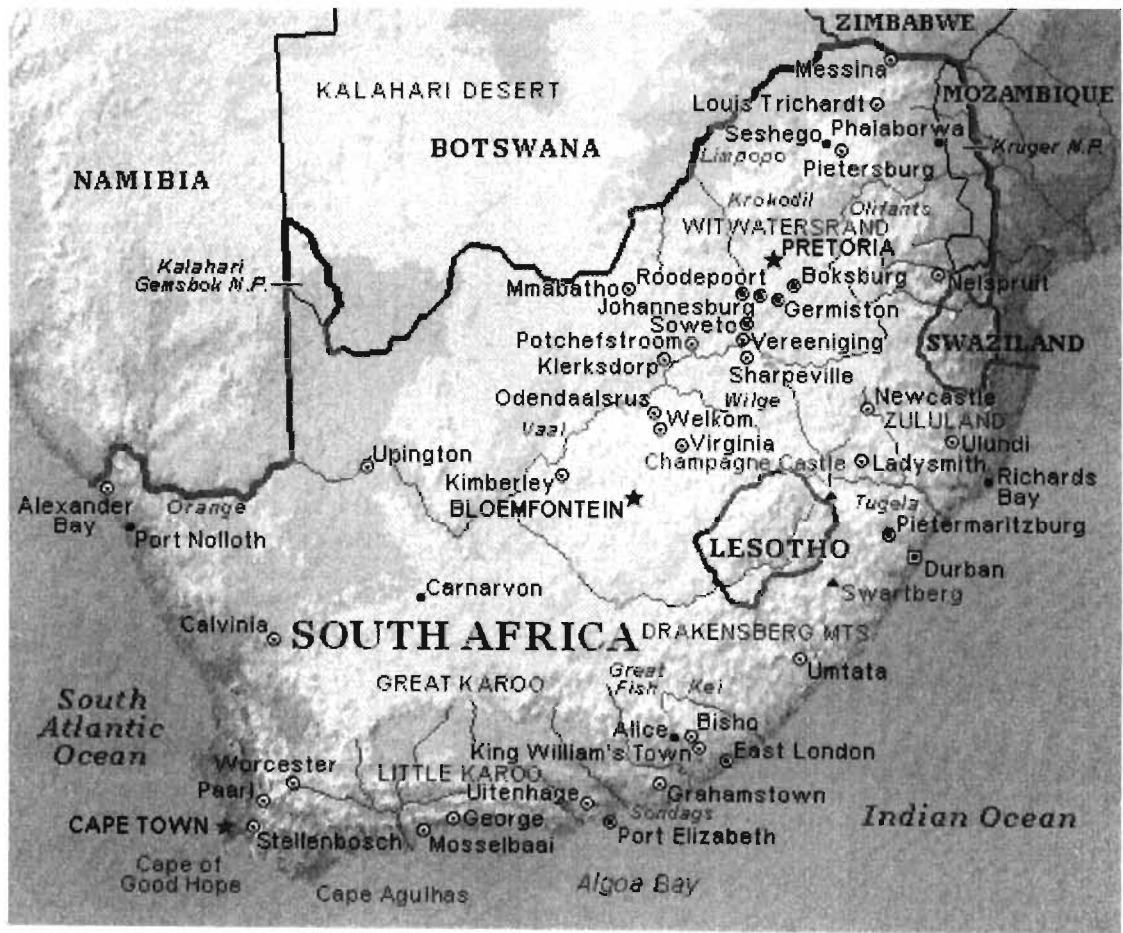 ZIMBABWE
Messina
KALAHARI DESERT
MOZAMBIQUE
Louis Trichardt
Seshego
Phalaborwa
BOTSWANA
Kruger N.P.
Limpopo
Pietersburg
NAMIBIA
Krokodil
Olifants
WITWATERSRAND
PRETORIA
Kalahari
Gemsbok N.P.
Roodepoort
Boksburg
Nelspruit
Mmabatho
Johannesburg
Germiston
Soweto
Potchefstroom
Vereeniging
SWAZILAND
Klerksdorp
Sharpeville
Odendaalsrus
Wilge
Newcastle
Welkom
ZULULAND
Vaal
Virginia
Ulundi
Upington
Champagne Castle
Ladysmith
Kimberley
Richards
Bay
Alexander
Bay
Orange
BLOEMFONTEIN
Tugela
Port Nolloth
Pietermaritzburg
LESOTHO
Durban
Carnarvon
Swartberg
Calvinia
SOUTH AFRICA
DRAKENSBERG MTS.
Great
Fish
Kei
Umtata
GREAT KAROO
South
Atlantic
Ocean
Alice
Bisho
King William's Town
East London
Worcester
LITTLE KAROO
Paarl
Uitenhage
Grahamstown
Sondags
CAPE TOWN
George
Indian Ocean
Stellenbosch
Mosselbaai
Port Elizabeth
Cape of
Good Hope
Cape Agulhas
Algoa Bay